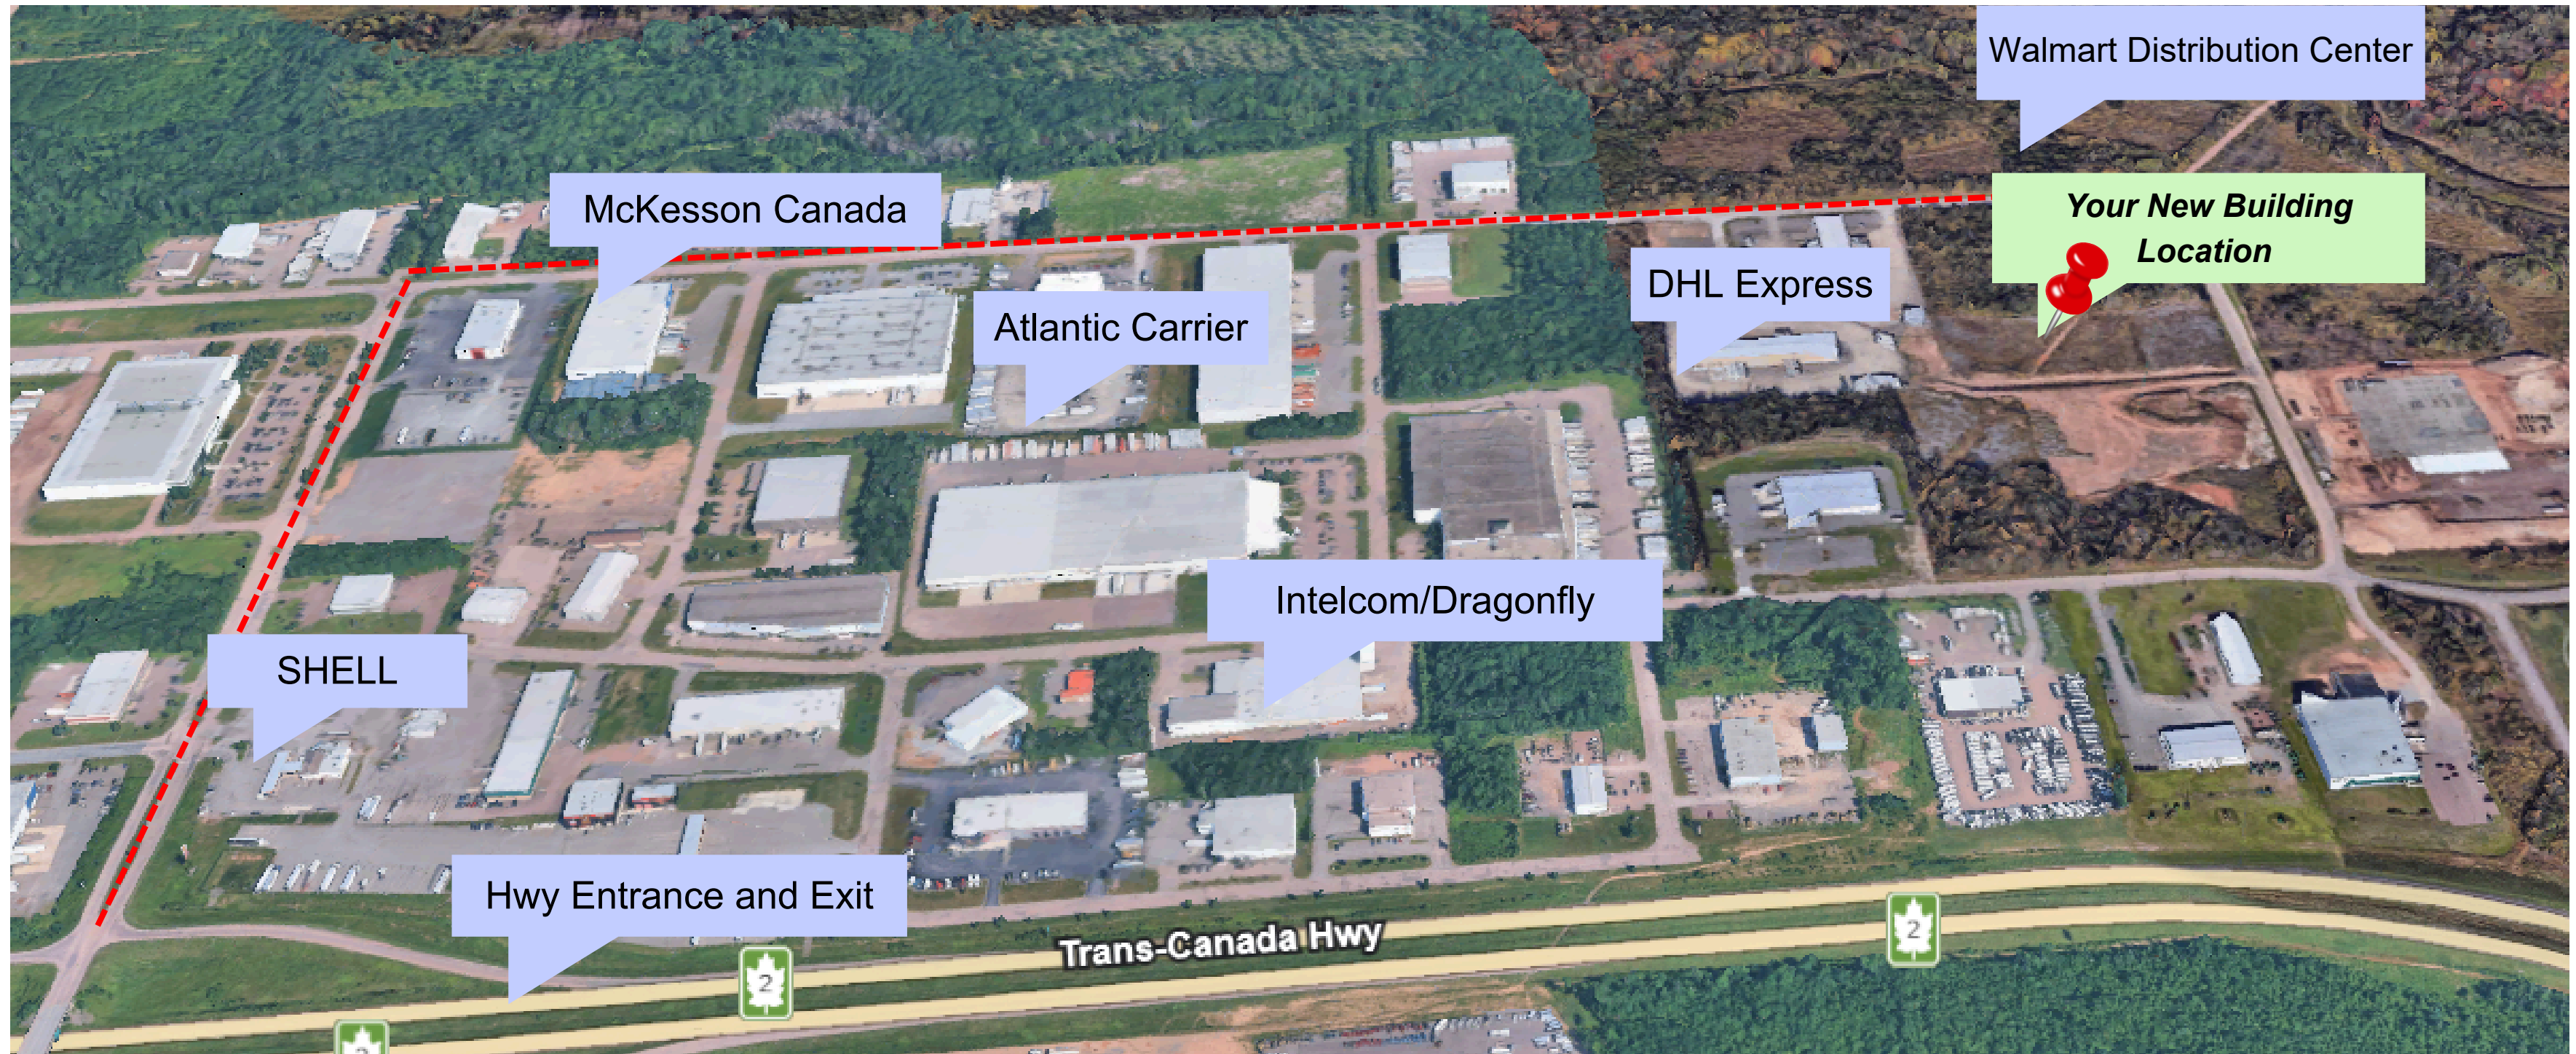 Walmart Distribution Center
McKesson Canada
Your New Building
Location
DHL Express
Atlantic Carrier
Intelcom/Dragonfly
SHELL
Hwy Entrance and Exit
Trans-Canada Hwy
2
2